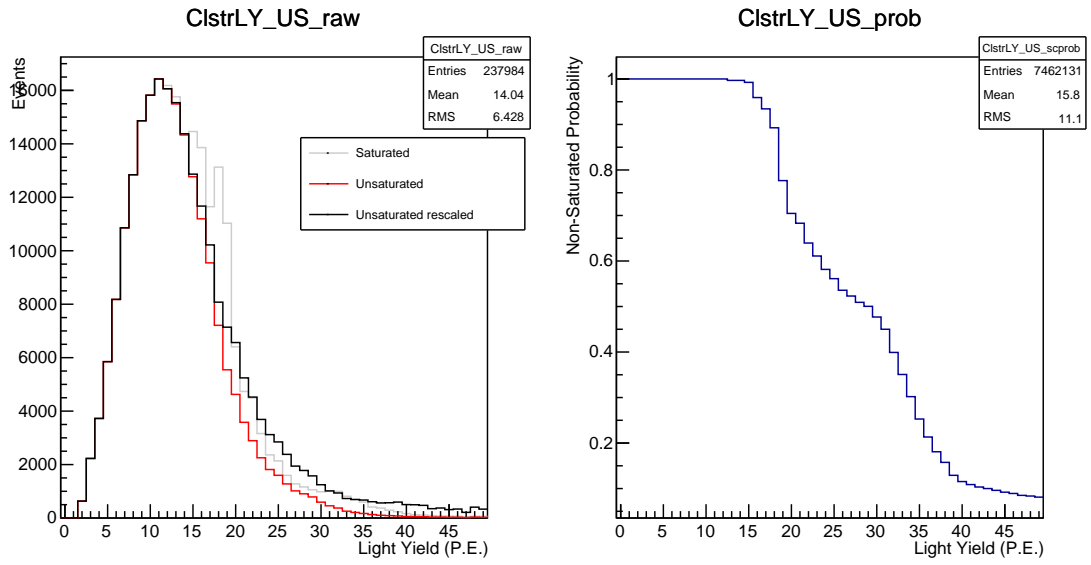 ClstrLY_US_raw
ClstrLY_US_raw
Entries 237984
Mean 14.04
RMS 6.428
Saturated
Unsaturated
Unsaturated rescaled
Events
16000
14000
12000
10000
8000
6000
4000
2000
0
0 5 10 15 20 25 30 35 40 45
Light Yield (P.E.)
ClstrLY_US_prob
ClstrLY_US_scprob
Entries 7462131
Mean 15.8
RMS 11.1
Non-Saturated Probability
1
0.8
0.6
0.4
0.2
0 5 10 15 20 25 30 35 40 45
Light Yield (P.E.)